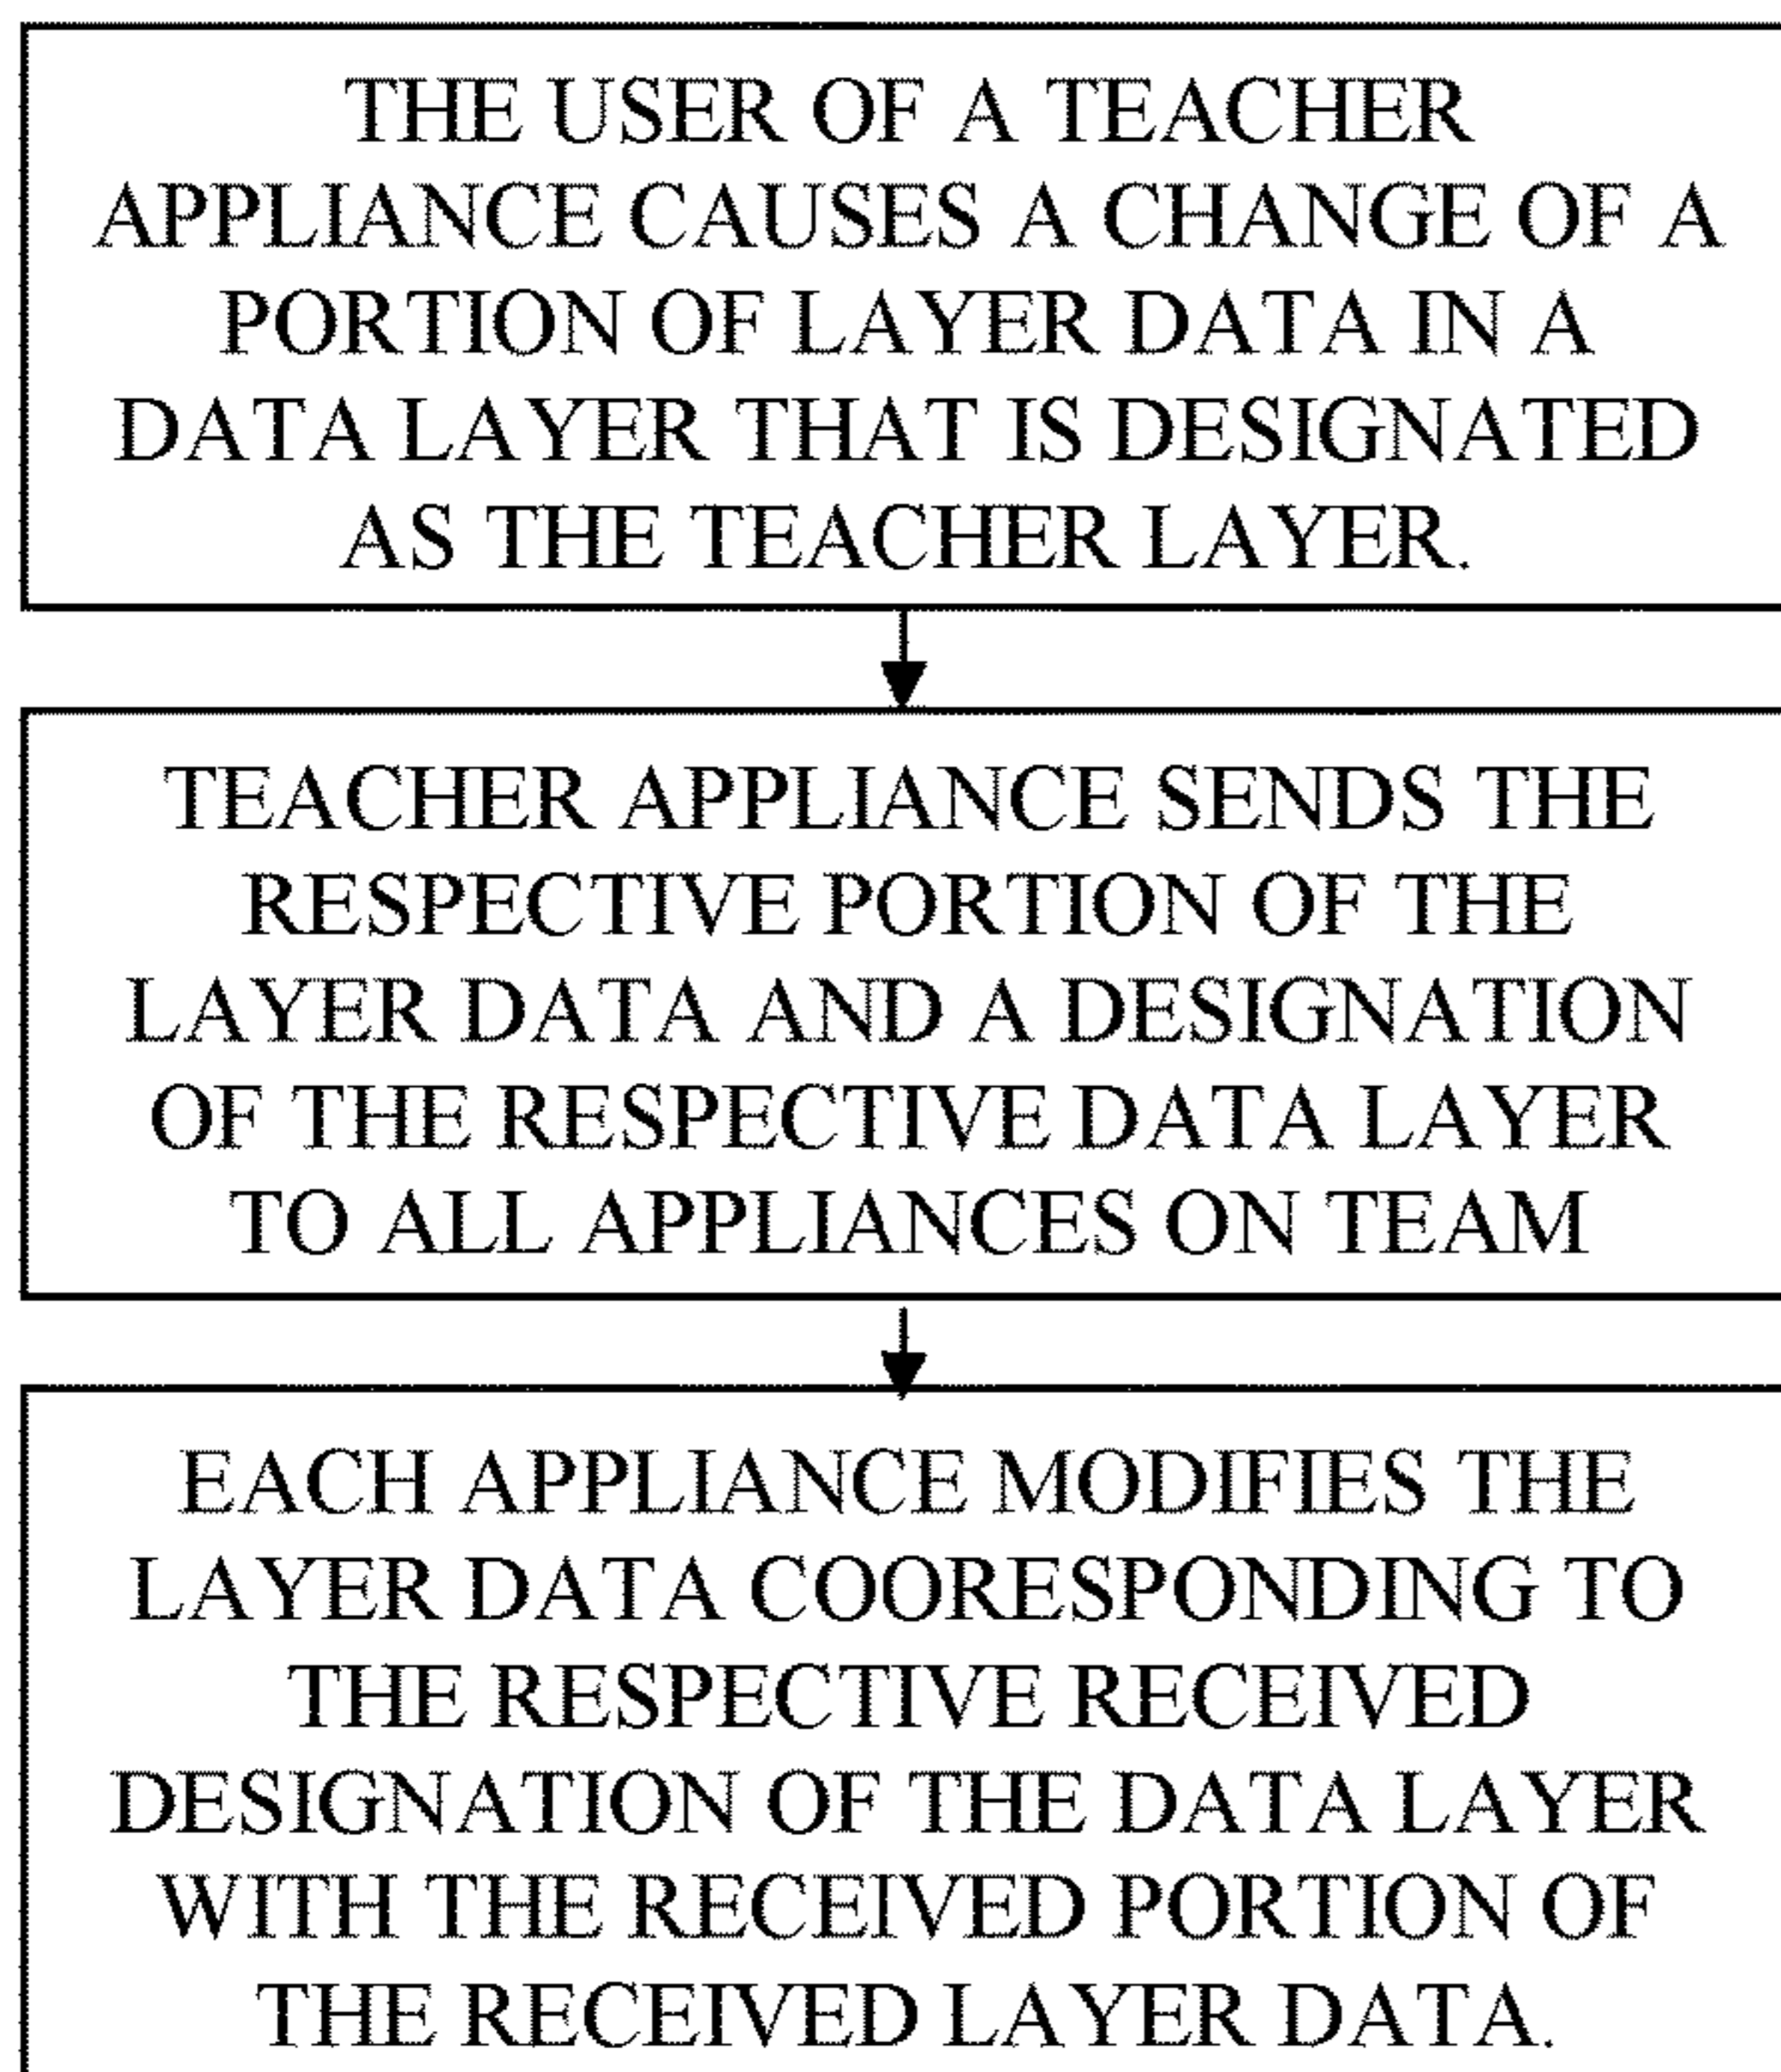 THE USER OF A TEACHER
APPLIANCE CAUSES A CHANGE OF A
PORTION OF LAYER DATA IN A
DATA LAYER THAT IS DESIGNATED
AS THE TEACHER LAYER.
TEACHER APPLIANCE SENDS THE
RESPECTIVE PORTION OF THE
LAYER DATA AND A DESIGNATION
OF THE RESPECTIVE DATA LAYER
TO ALL APPLIANCES ON TEAM
EACH APPLIANCE MODIFIES THE
LAYER DATA COORESPONDING TO
THE RESPECTIVE RECEIVED
DESIGNATION OF THE DATA LAYER
WITH THE RECEIVED PORTION OF
THE RECEIVED LAYER DATA.